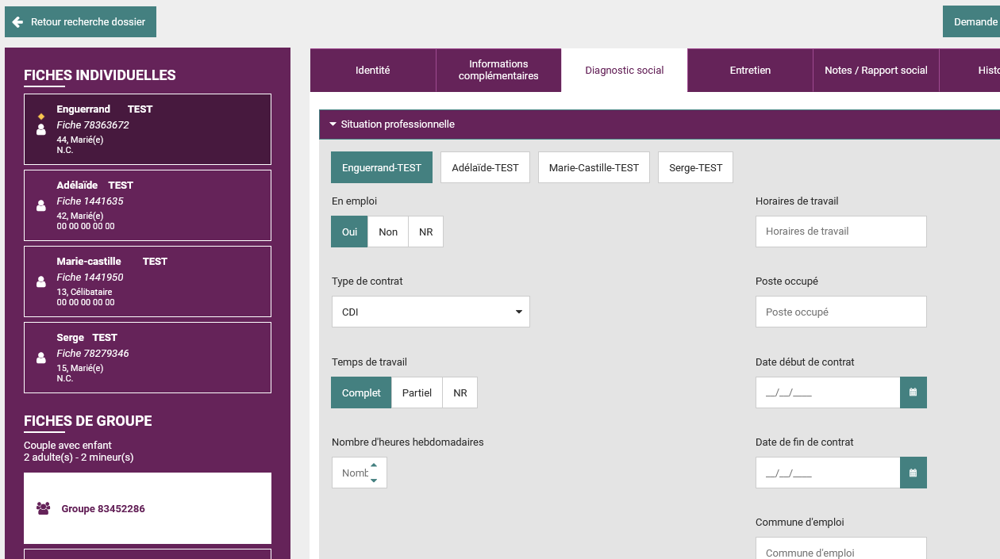 Retour recherche dossier
Demande
FICHES INDIVIDUELLES
Enguerrand TEST
Fiche 78363672
44, Marié(e)
N.C.
Adélaïde TEST
Fiche 1441635
42, Marié(e)
00 00 00 00 00
Marie-castille TEST
Fiche 1441950
13, Célibataire
00 00 00 00 00
Serge TEST
Fiche 78279346
15, Marié(e)
N.C.
FICHES DE GROUPE
Couple avec enfant
2 adulte(s) - 2 mineur(s)
Groupe 83452286
Identité
Informations
complémentaires
Diagnostic social
Entretien
Notes / Rapport social
Histo
Situation professionnelle
Enguerrand-TEST
Adélaïde-TEST
Marie-Castille-TEST
Serge-TEST
En emploi
Oui Non NR
Horaires de travail
Horaires de travail
Type de contrat
CDI
Poste occupé
Poste occupé
Temps de travail
Complet Partiel NR
Date début de contrat
__/__/____
Nombre d'heures hebdomadaires
Nomb
Date de fin de contrat
__/__/____
Commune d'emploi
Commune d'emploi